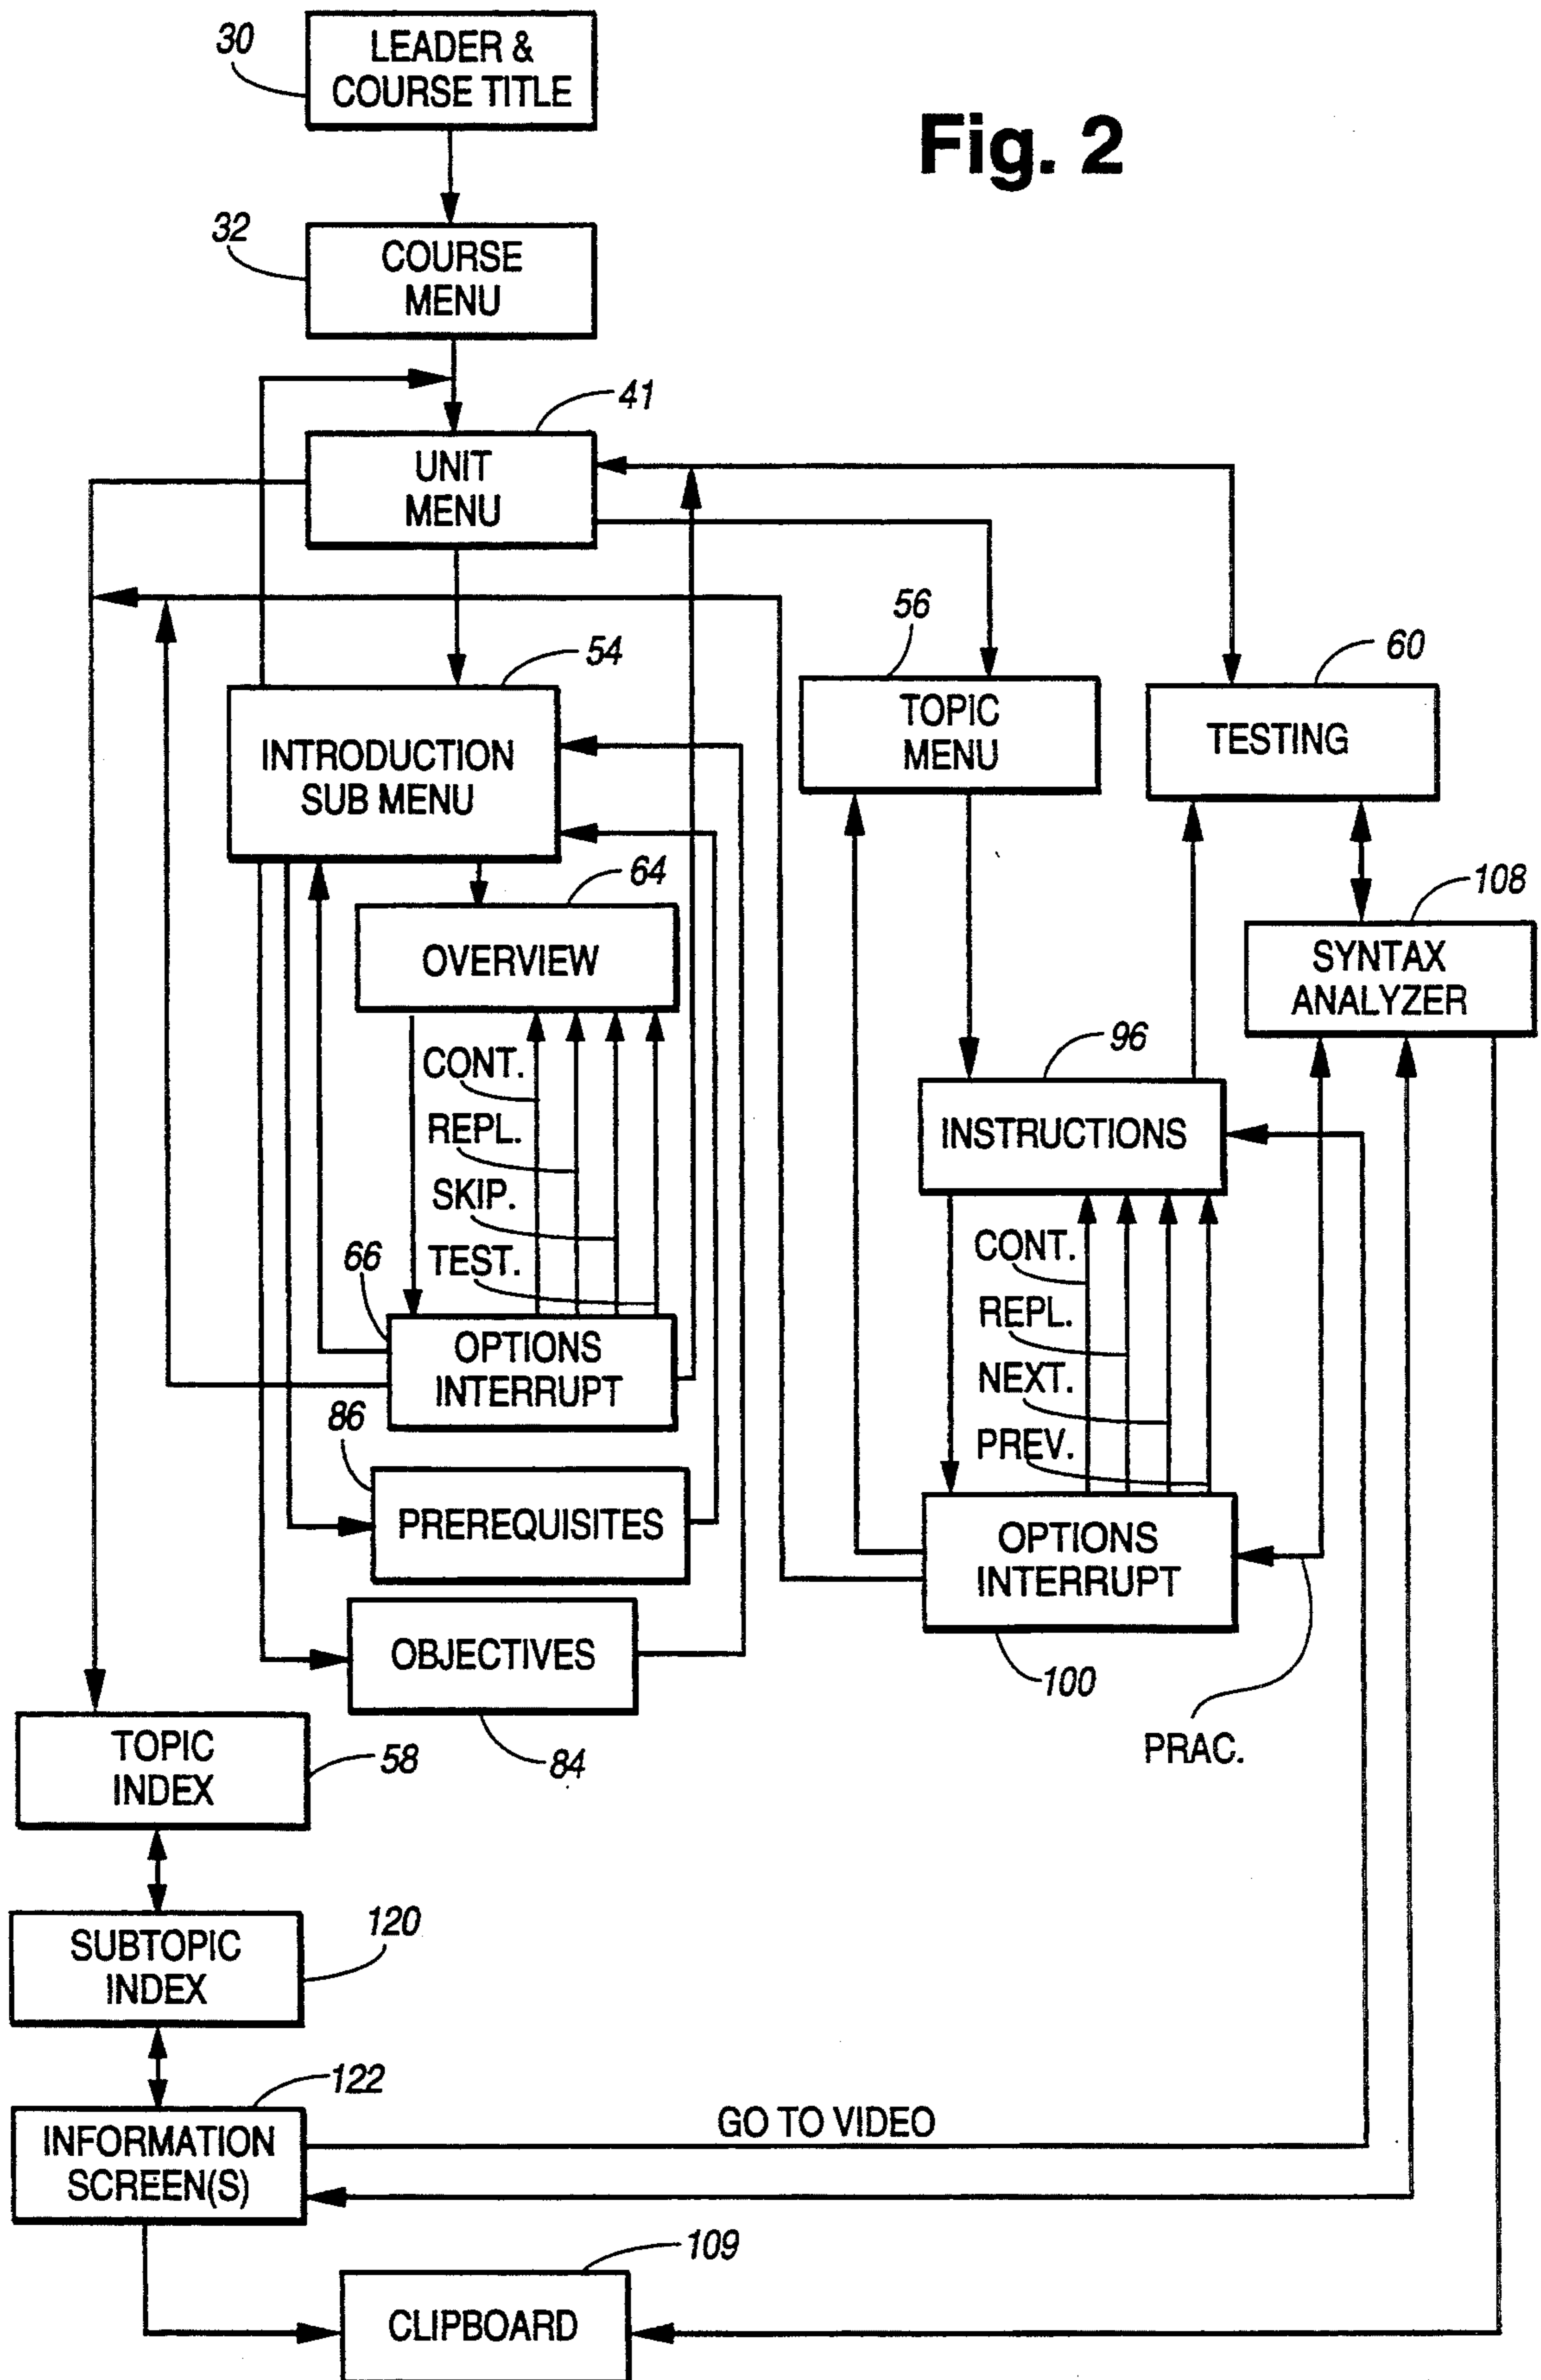 30
LEADER &
COURSE TITLE
Fig. 2
32
COURSE
MENU
41
UNIT
MENU
54
INTRODUCTION
SUB MENU
56
TOPIC
MENU
60
TESTING
64
OVERVIEW
108
SYNTAX
ANALYZER
CONT.
REPL.
SKIP.
TEST.
96
INSTRUCTIONS
66
OPTIONS
INTERRUPT
CONT.
REPL.
NEXT.
PREV.
86
PREREQUISITES
OPTIONS
INTERRUPT
100
PRAC.
OBJECTIVES
84
TOPIC
INDEX
58
SUBTOPIC
INDEX
120
122
INFORMATION
SCREEN(S)
GO TO VIDEO
109
CLIPBOARD